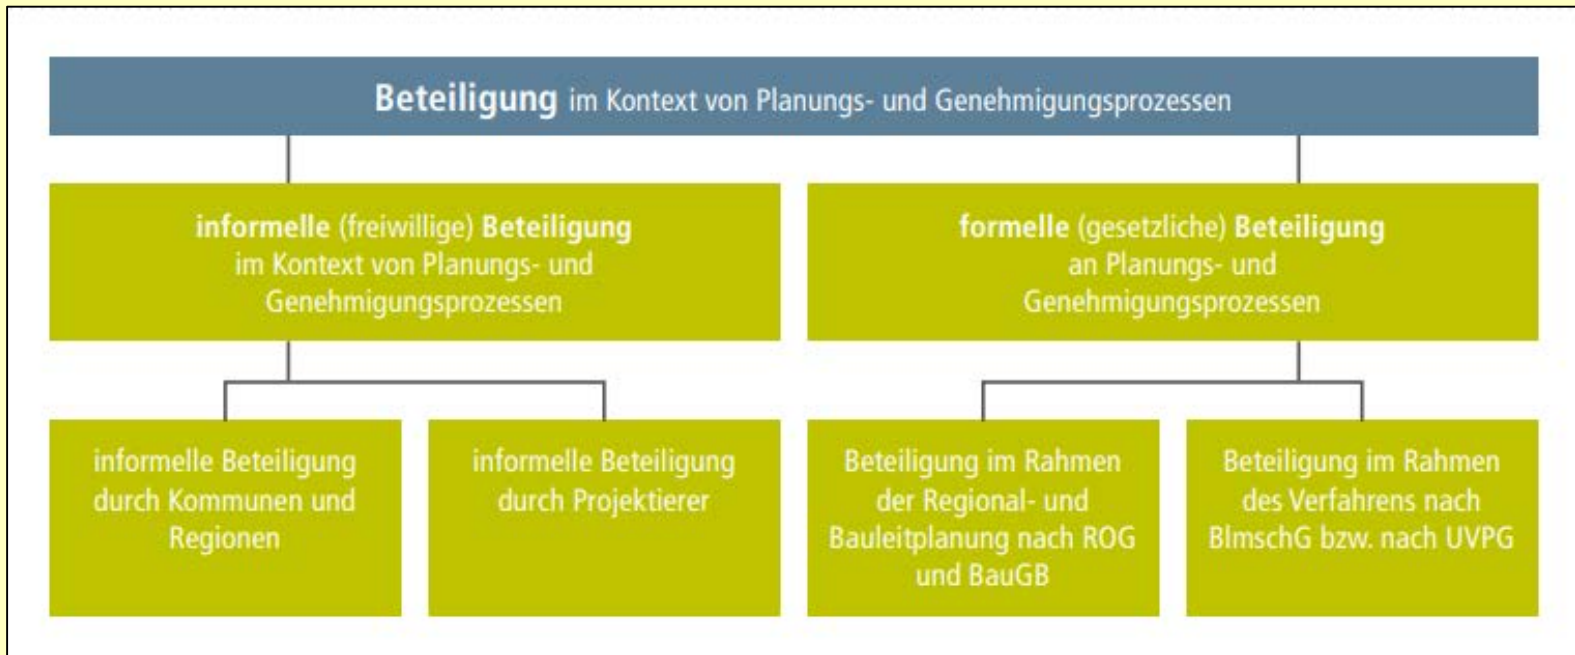 Beteiligung im Kontext von Planungs- und Genehmigungsprozessen
informelle (freiwillige) Beteiligung
im Kontext von Planungs- und
Genehmigungsprozessen
formelle (gesetzliche) Beteiligung
an Planungs- und
Genehmigungsprozessen
informelle Beteiligung
durch Kommunen und
Regionen
informelle Beteiligung
durch Projektierer
Beteiligung im Rahmen
der Regional- und
Bauleitplanung nach ROG
und BauGB
Beteiligung im Rahmen
des Verfahrens nach
BImschG bzw. nach UVPG